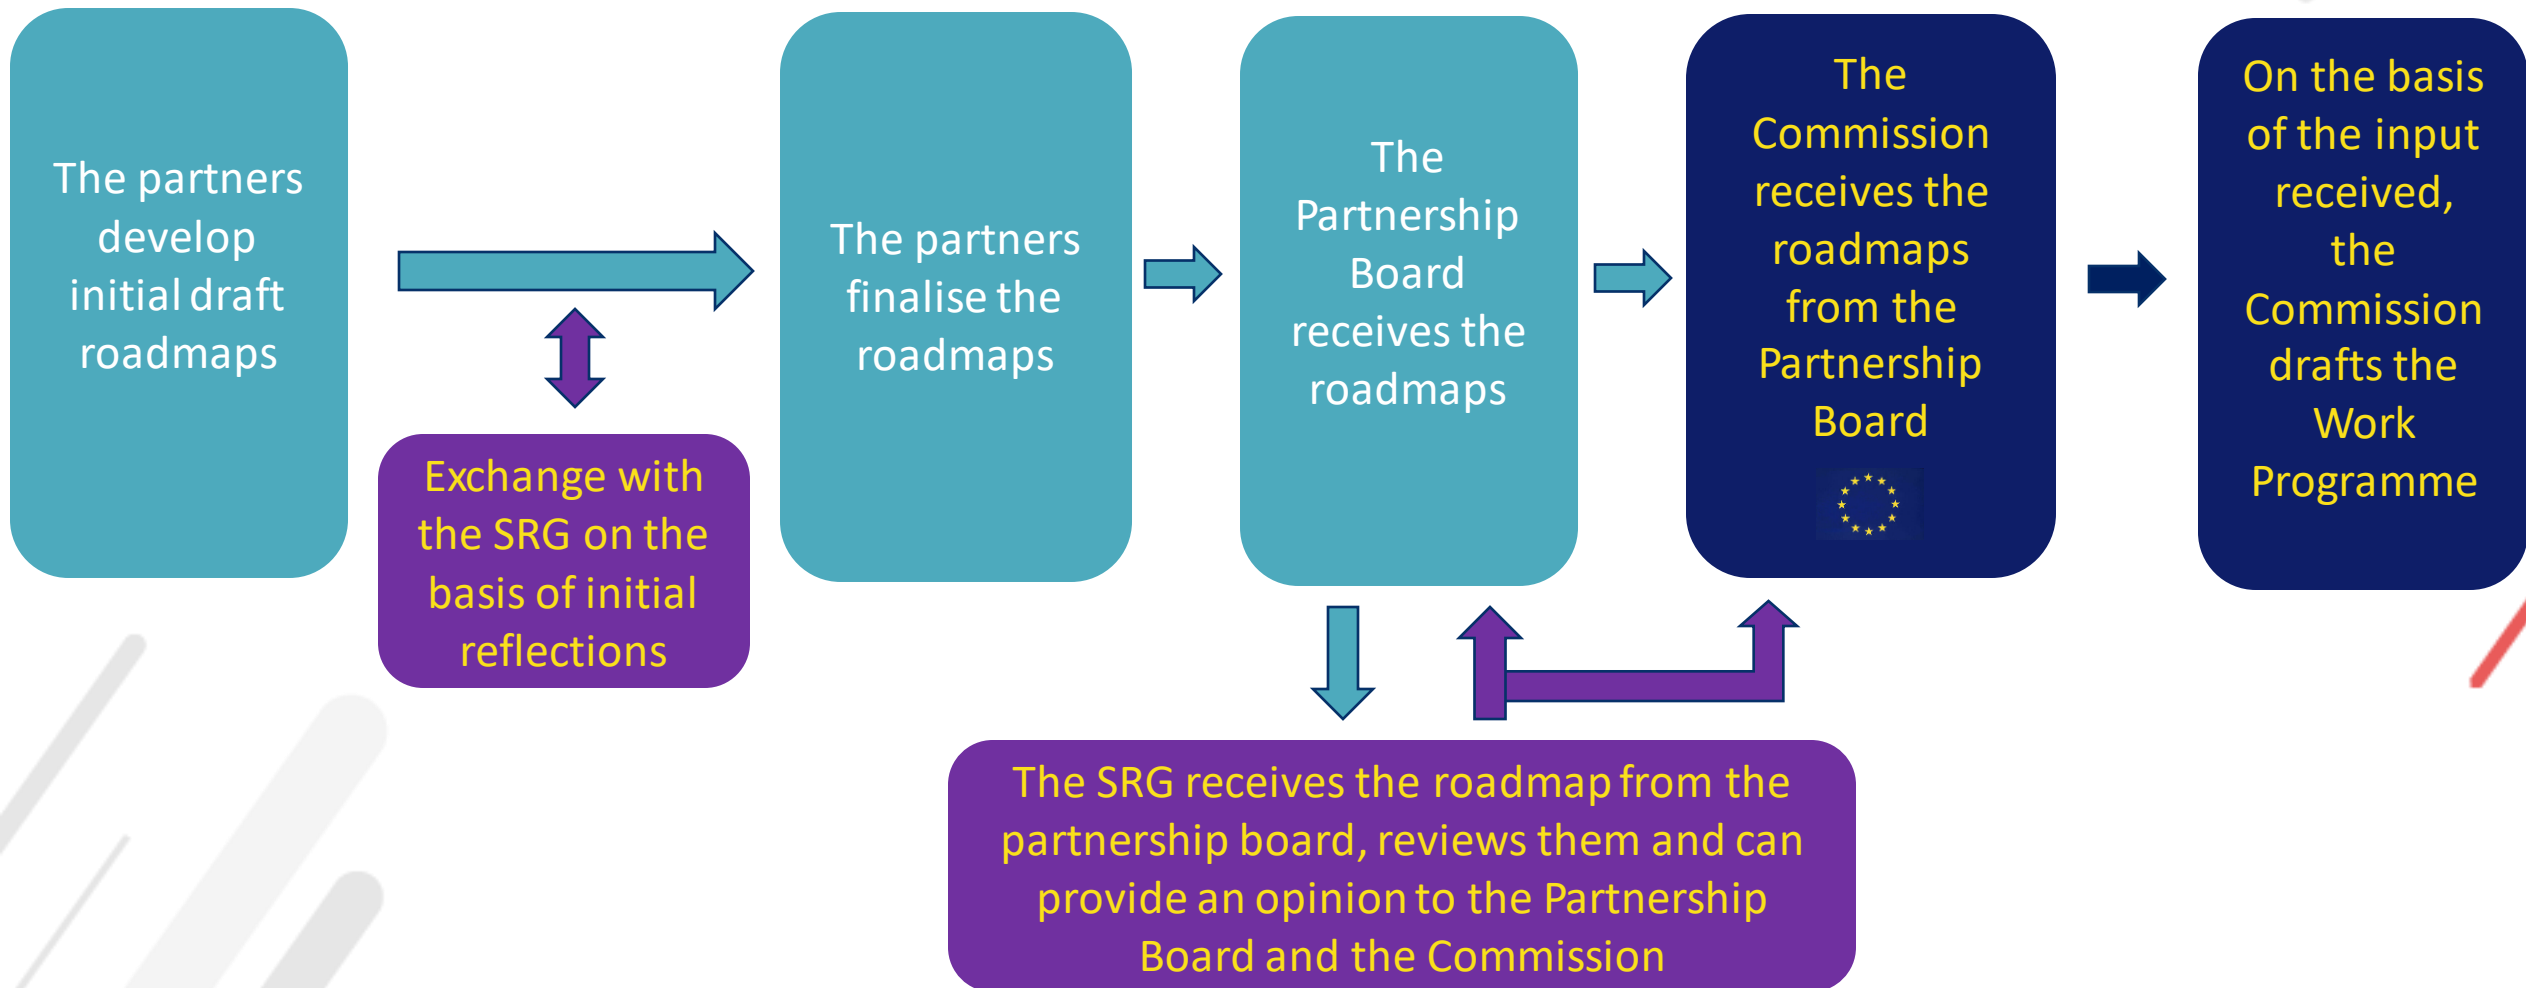 The partners
develop
initial draft
roadmaps
Exchange with
the SRG on the
basis of initial
reflections
The partners
finalise the
roadmaps
The
Partnership
Board
receives the
roadmaps
The
Commission
receives the
roadmaps
from the
Partnership
Board
On the basis
of the input
received,
the
Commission
drafts the
Work
Programme
The SRG receives the roadmap from the
partnership board, reviews them and can
provide an opinion to the Partnership
Board and the Commission